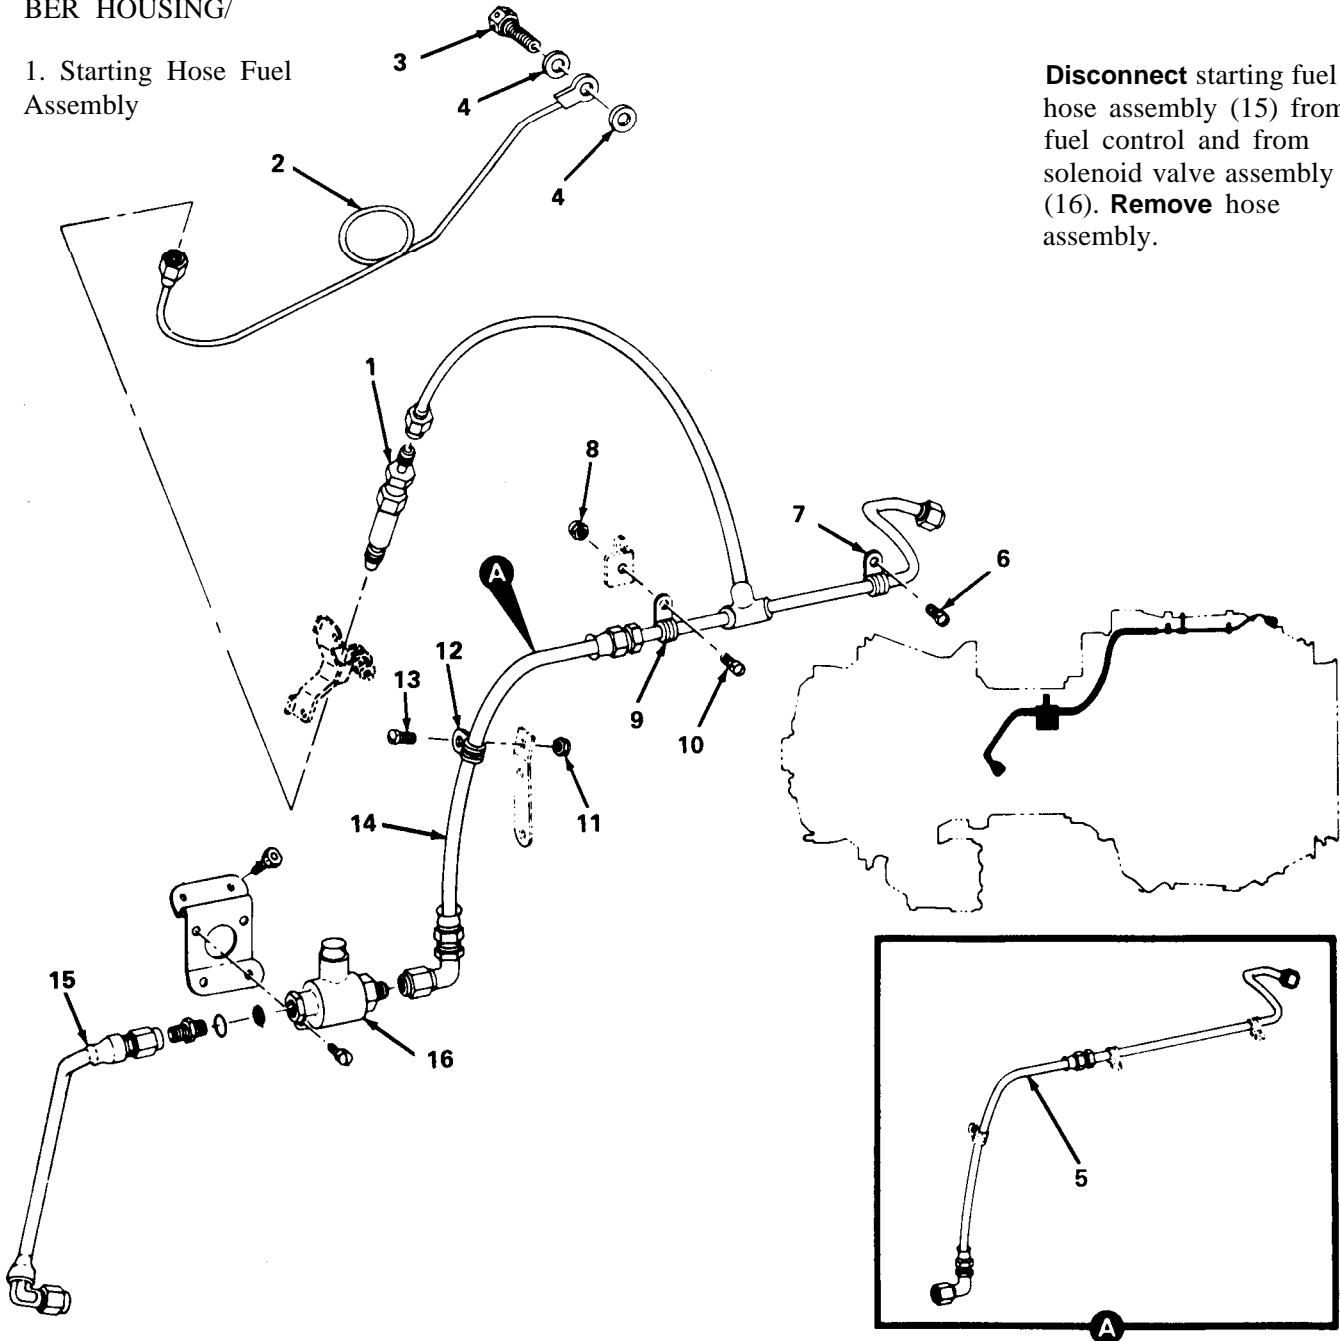 BER HOUSING/
1. Starting Hose Fuel
Assembly
Disconnect starting fuel
hose assembly (15) from
fuel control and from
solenoid valve assembly
(16). Remove hose
assembly.
3
4
4
2
1
8
7
6
A
12
13
9
10
11
14
15
16
5
A